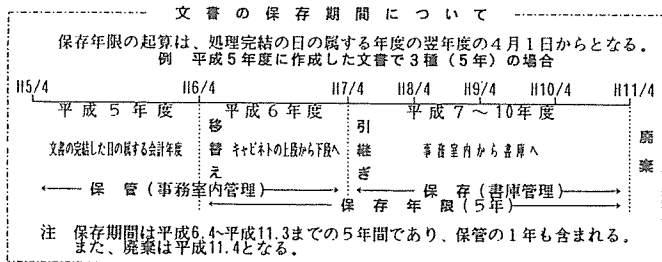 文書の保存期間について
保存年限の起算は、処理完結の日の属する年度の翌年度の4月1日からとなる。
例 平成5年度に作成した文書で3種(5年)の場合
H5/4 H6/4 H7/4 H8/4 H9/4 H10/4 H11/4
平成5年度 平成6年度 平成7～10年度
文書の完結した日の属する会計年度 移替え キャビネトの上段から下段へ 引継ぎ 事務室内から書庫へ 廃棄
保管(事務室内管理) 保存(書庫管理)
保存年限(5年)
注 保存期間は平成6.4~平成11.3までの5年間であり、保管の1年も含まれる。
また、廃棄は平成11.4となる。